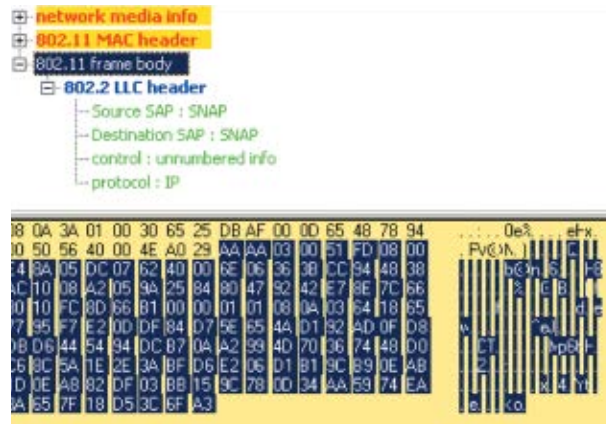 network media info
802.11 MAC header
802.11 frame body
802.2 LLC header
Source SAP : SNAP
Destination SAP : SNAP
control : unnumbered info
protocol : IP
0A 3A 01 00 30 65 25 DB AF 00 0D 65 48 78 94
50 56 40 00 4E A0 29 AA AA 03 00 51 FD 08 00
8A 05 DC 07 62 40 00 6E 06 36 3B CC 94 48 38
10 08 A2 05 9A 25 84 80 47 92 42 E7 8E 7C 66
10 FC 8D 66 B1 00 00 01 01 08 0A 03 64 18 65
95 F7 E2 0D DF 84 D7 5E 65 4A D1 92 AD 0F D8
D6 44 54 94 DC B7 0A A2 99 4D 70 36 74 48 D0
8C 5A 1E 2E 3A BF D6 E2 06 D1 B1 9C B9 0E AB
0E A8 82 DF 03 BB 15 9C 78 0D 34 AA 59 74 EA
65 7F 18 D5 3C 6F A3